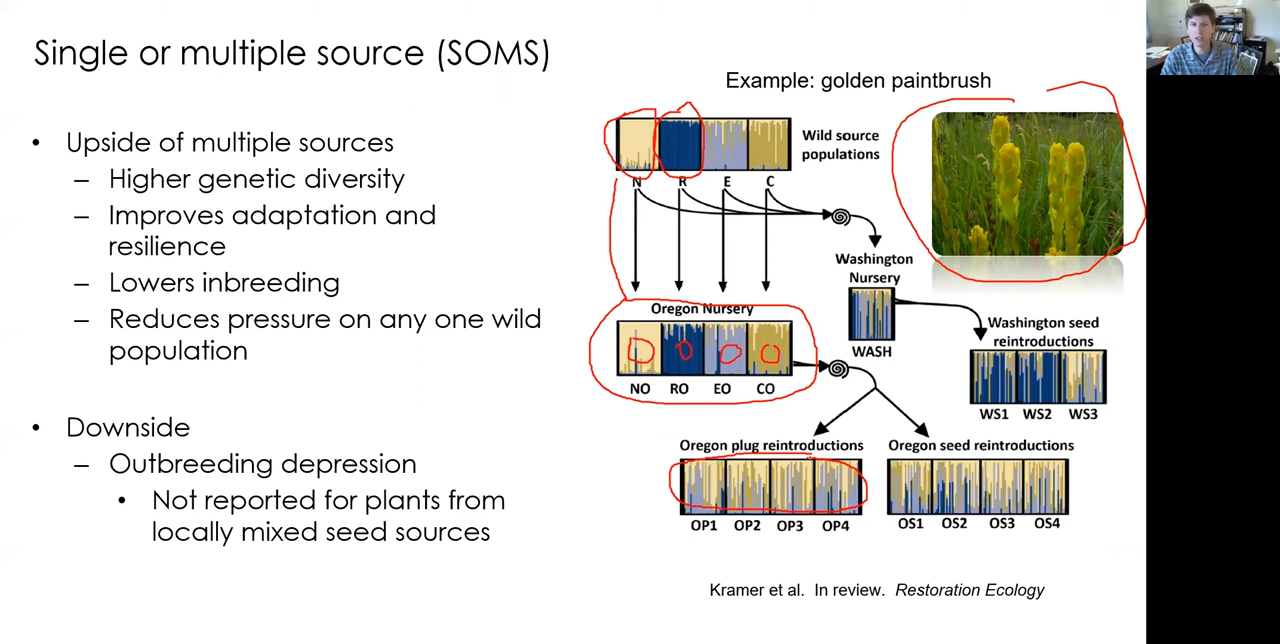 Single or multiple source (SOMS)
Upside of multiple sources
– Higher genetic diversity
– Improves adaptation and
resilience
– Lowers inbreeding
– Reduces pressure on any one wild
population
Downside
– Outbreeding depression
Not reported for plants from
locally mixed seed sources
Example: golden paintbrush
Wild source
populations
N R E C
Washington
Nursery
WASH
Oregon Nursery
NO RO EO CO
Washington seed
reintroductions
WS1 WS2 WS3
Oregon plug reintroductions
OP1 OP2 OP3 OP4
Oregon seed reintroductions
OS1 OS2 OS3 OS4
Kramer et al. In review. Restoration Ecology